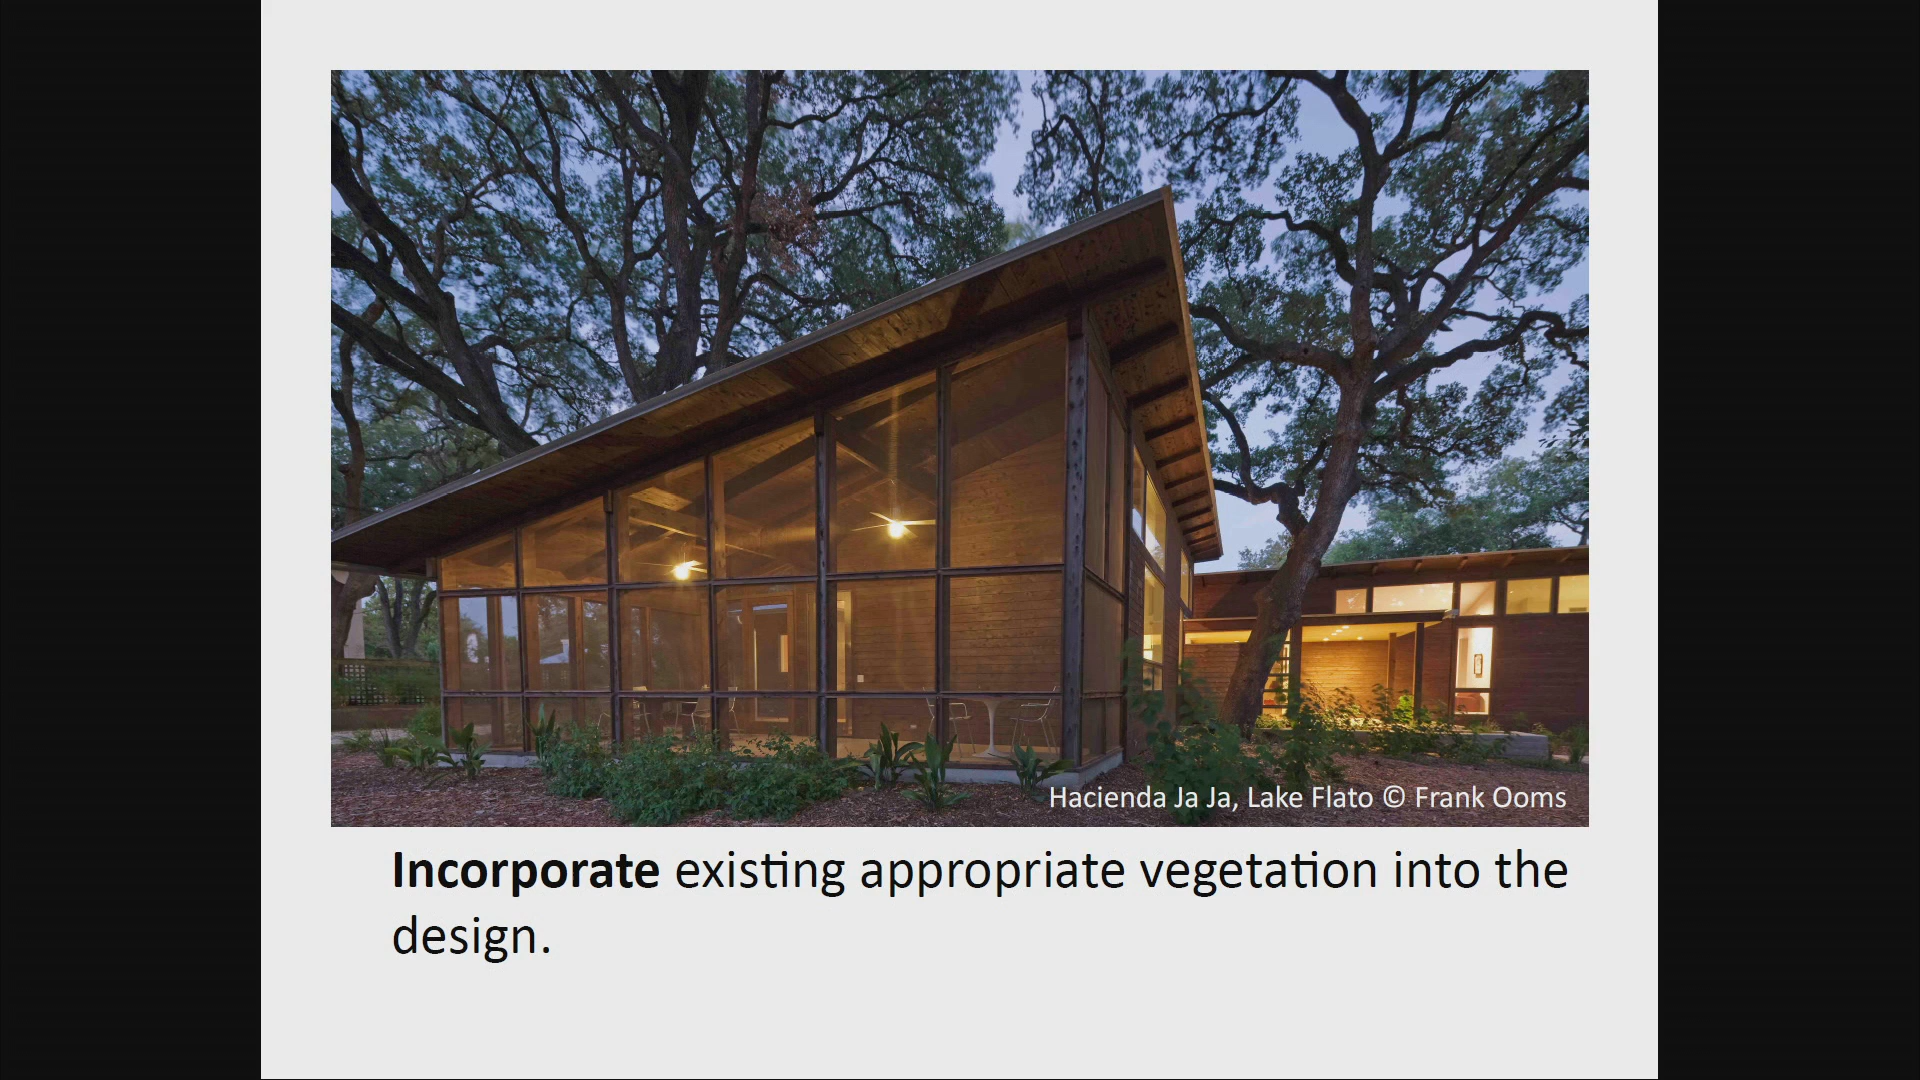 Hacienda Ja Ja, Lake Flato © Frank Ooms
Incorporate existing appropriate vegetation into the
design.